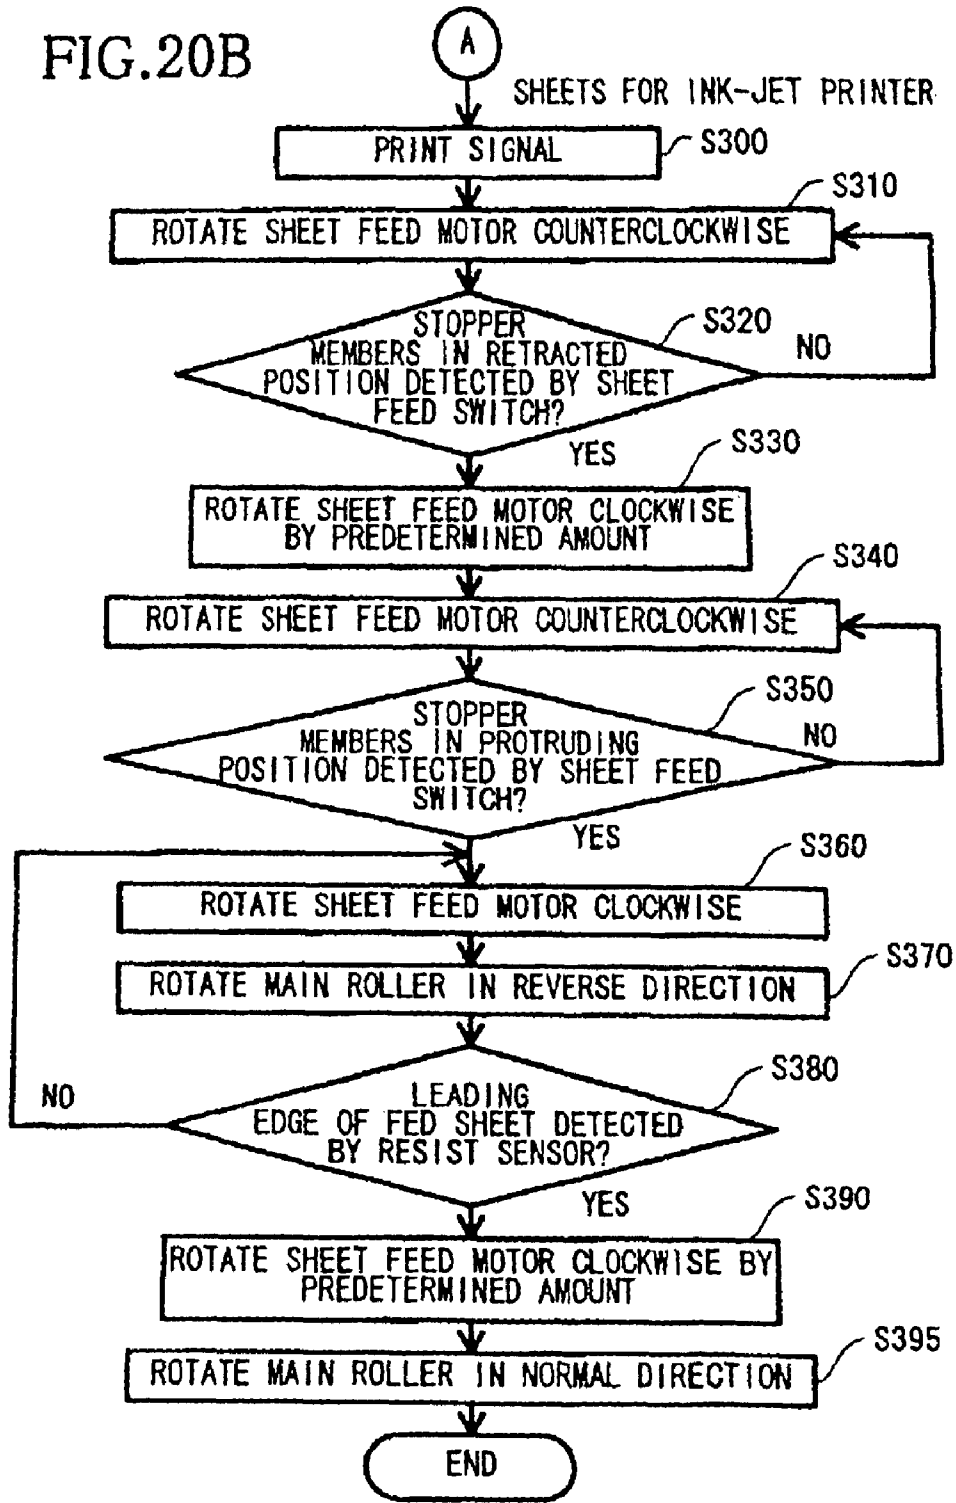 FIG.20B
A
SHEETS FOR INK-JET PRINTER
PRINT SIGNAL
S300
S310
ROTATE SHEET FEED MOTOR COUNTERCLOCKWISE
STOPPER
MEMBERS IN RETRACTED
POSITION DETECTED BY SHEET
FEED SWITCH?
S320
NO
YES
S330
ROTATE SHEET FEED MOTOR CLOCKWISE
BY PREDETERMINED AMOUNT
S340
ROTATE SHEET FEED MOTOR COUNTERCLOCKWISE
STOPPER
MEMBERS IN PROTRUDING
POSITION DETECTED BY SHEET FEED
SWITCH?
S350
NO
YES
S360
ROTATE SHEET FEED MOTOR CLOCKWISE
S370
ROTATE MAIN ROLLER IN REVERSE DIRECTION
S380
LEADING
EDGE OF FED SHEET DETECTED
BY RESIST SENSOR?
NO
YES
S390
ROTATE SHEET FEED MOTOR CLOCKWISE BY
PREDETERMINED AMOUNT
S395
ROTATE MAIN ROLLER IN NORMAL DIRECTION
END